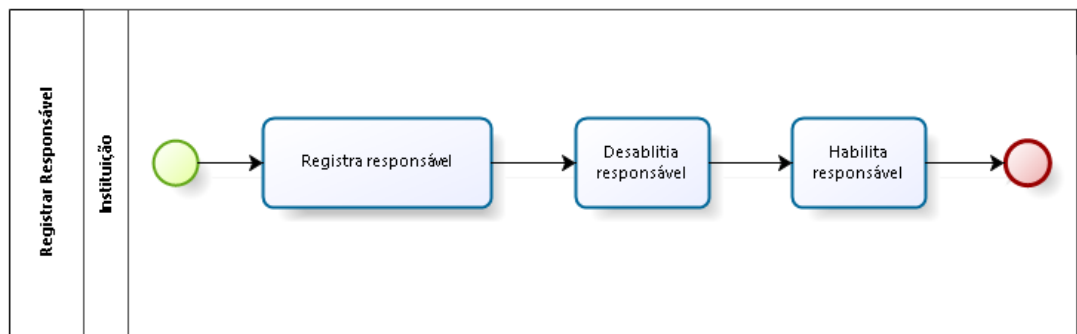 Registrar Responsável
Instituição
Registra responsável
Desablitia
responsável
Habilita
responsável